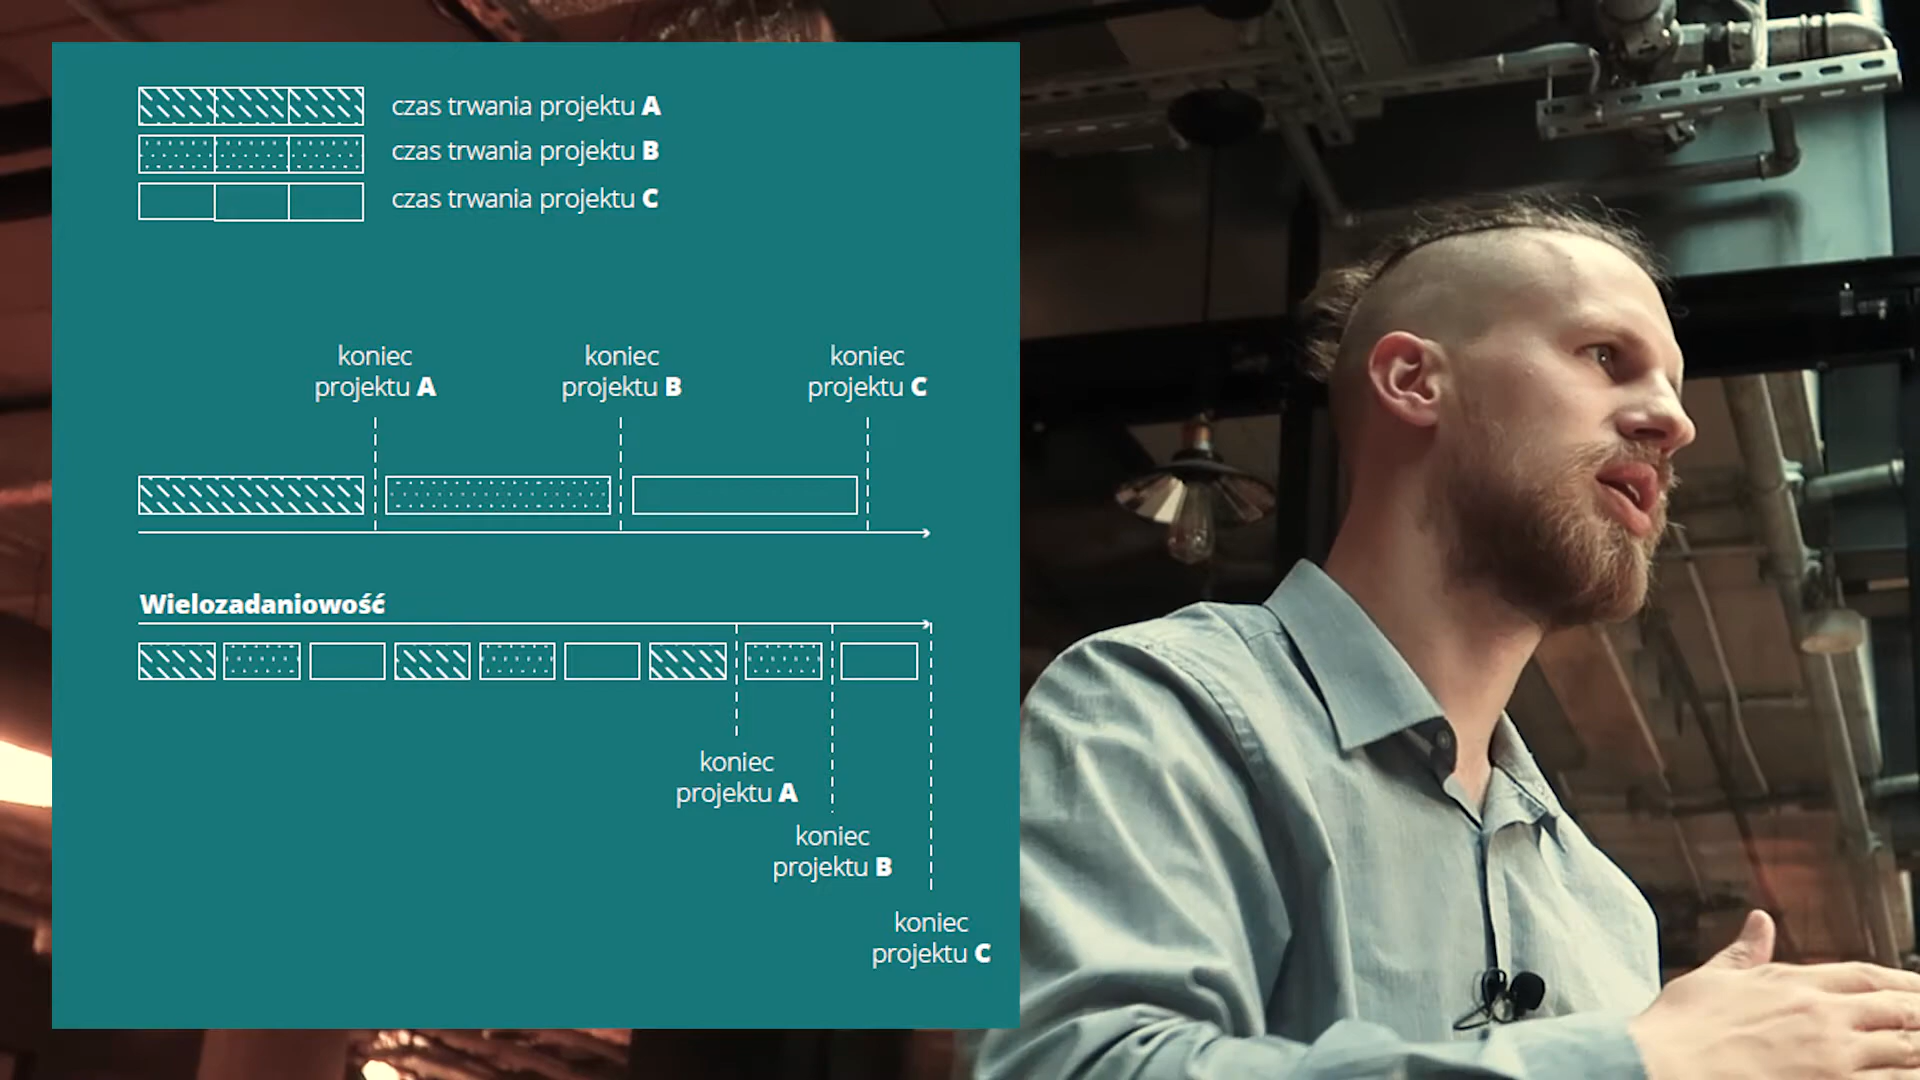 czas trwania projektu A
czas trwania projektu B
czas trwania projektu C
koniec
projektu A
koniec
projektu B
koniec
projektu C
Wielozadaniowość
koniec
projektu A
koniec
projektu B
koniec
projektu C